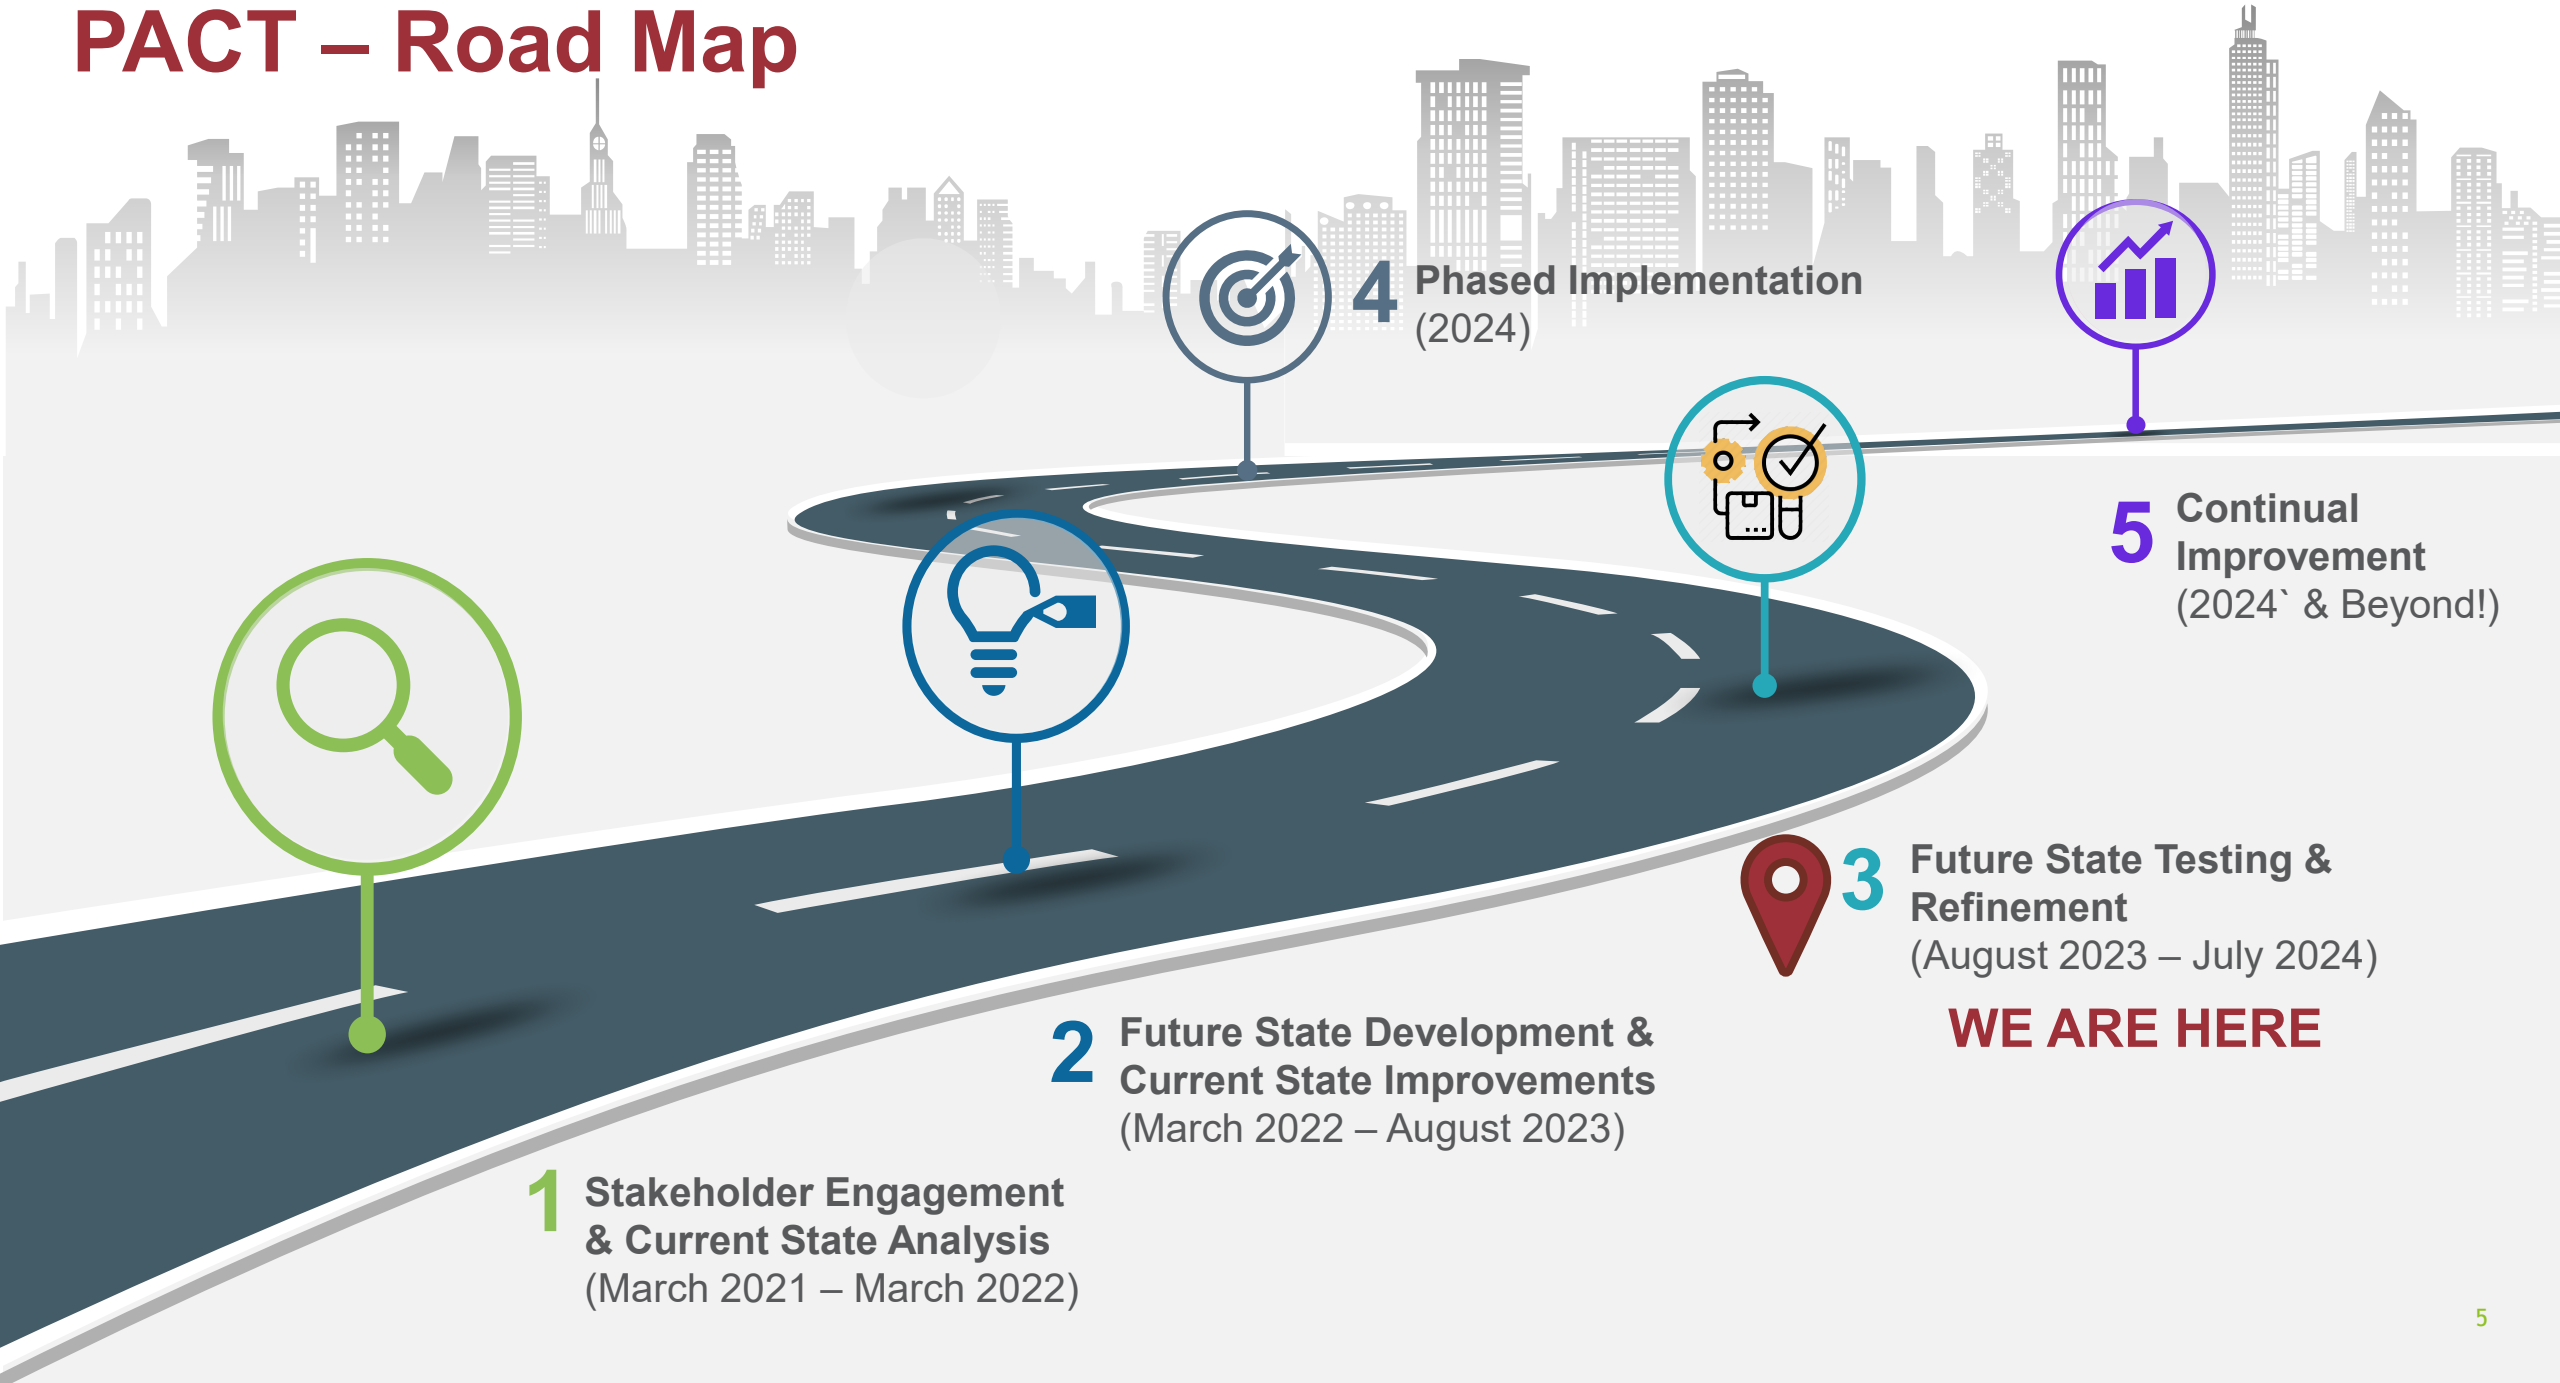 PACT – Road Map
4 Phased Implementation
(2024)
5 Continual
Improvement
(2024` & Beyond!)
3 Future State Testing &
Refinement
(August 2023 – July 2024)
WE ARE HERE
2 Future State Development &
Current State Improvements
(March 2022 – August 2023)
1 Stakeholder Engagement
& Current State Analysis
(March 2021 – March 2022)
5